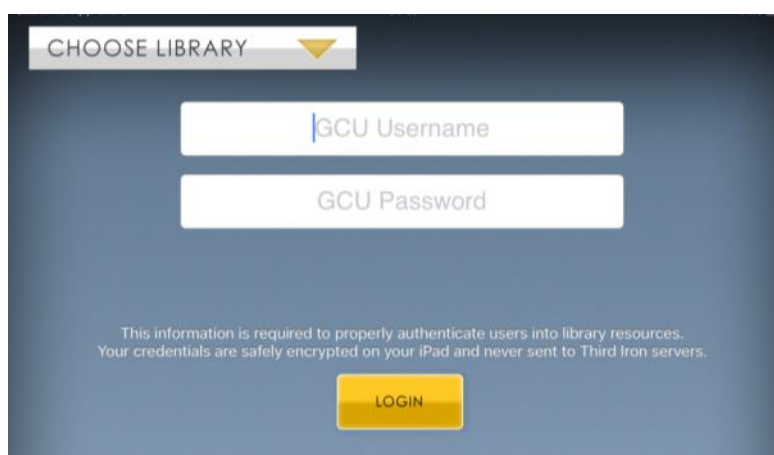 CHOOSE LIBRARY
GCU Username
GCU Password
This information is required to properly authenticate users into library resources.
Your credentials are safely encrypted on your iPad and never sent to Third Iron servers.
LOGIN